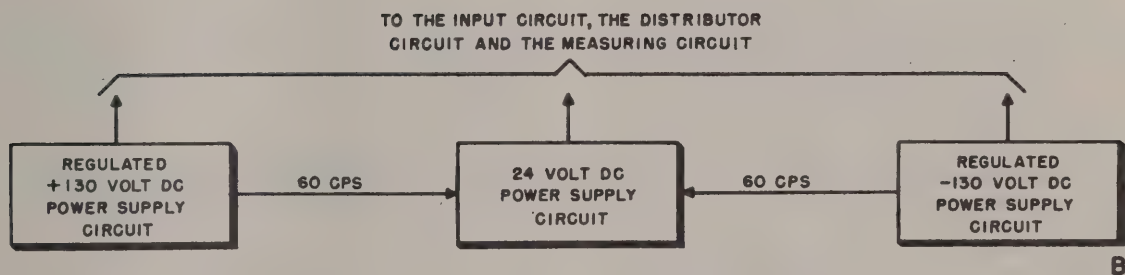 TO THE INPUT CIRCUIT, THE DISTRIBUTOR
CIRCUIT AND THE MEASURING CIRCUIT
REGULATED
+130 VOLT DC
POWER SUPPLY
CIRCUIT
60 CPS
24 VOLT DC
POWER SUPPLY
CIRCUIT
60 CPS
REGULATED
-130 VOLT DC
POWER SUPPLY
CIRCUIT
B